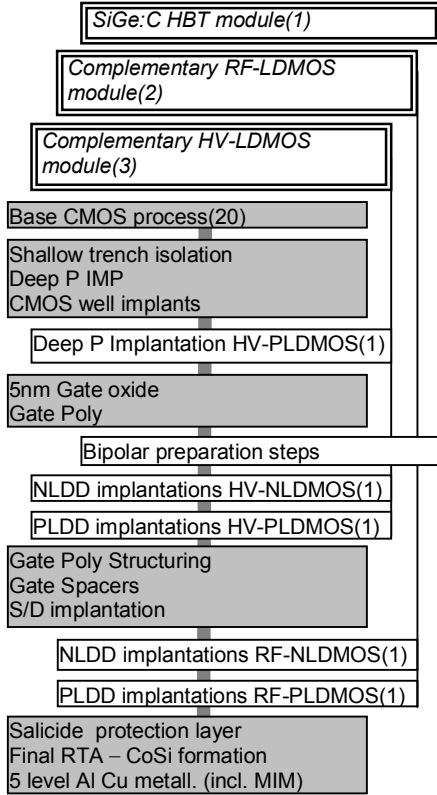 SiGe:C HBT module(1)
Complementary RF-LDMOS
module(2)
Complementary HV-LDMOS
module(3)
Base CMOS process(20)
Shallow trench isolation
Deep P IMP
CMOS well implants
Deep P Implantation HV-PLDMOS(1)
5nm Gate oxide
Gate Poly
Bipolar preparation steps
NLDD implantations HV-NLDMOS(1)
PLDD implantations HV-PLDMOS(1)
Gate Poly Structuring
Gate Spacers
S/D implantation
NLDD implantations RF-NLDMOS(1)
PLDD implantations RF-PLDMOS(1)
Salicide protection layer
Final RTA – CoSi formation
5 level Al Cu metall. (incl. MIM)